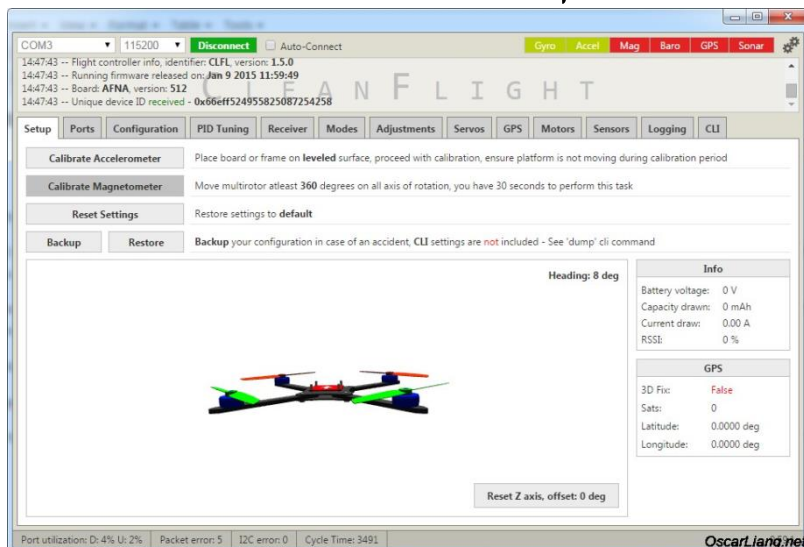 COM3 115200 Disconnect Auto-Connect Gyro Accel Mag Baro GPS Sonar
14:47:43 -- Flight controller info, identifier: CLFL, version: 1.5.0
14:47:43 -- Running firmware released on: Jan 9 2015 11:59:49
14:47:43 -- Board: AFNA, version: 512
14:47:43 -- Unique device ID received - 0x66eff524955825087254258
CLEANFLIGHT
Setup Ports Configuration PID Tuning Receiver Modes Adjustments Servos GPS Motors Sensors Logging CLI
Calibrate Accelerometer Place board or frame on leveled surface, proceed with calibration, ensure platform is not moving during calibration period
Calibrate Magnetometer Move multirotor atleast 360 degrees on all axis of rotation, you have 30 seconds to perform this task
Reset Settings Restore settings to default
Backup Restore Backup your configuration in case of an accident, CLI settings are not included - See 'dump' cli command
Heading: 8 deg
Info
Battery voltage: 0 V
Capacity drawn: 0 mAh
Current draw: 0.00 A
RSSI: 0 %
GPS
3D Fix: False
Sats: 0
Latitude: 0.0000 deg
Longitude: 0.0000 deg
Reset Z axis, offset: 0 deg
Port utilization: D: 4% U: 2% Packet error: 5 I2C error: 0 Cycle Time: 3491
OscarLiang.net